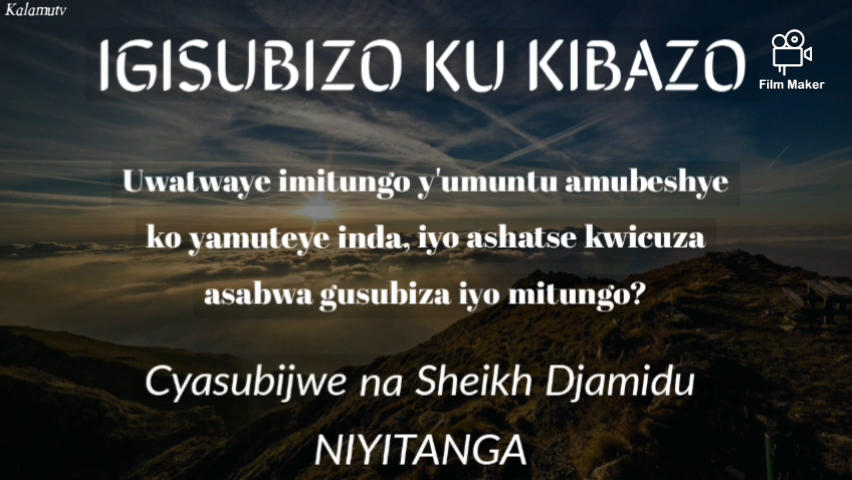 Kalamutv
IGISUBIZO KU KIBAZO
Film Maker
Uwatwaye imitungo y'umuntu amubeshye
ko yamuteye inda, iyo ashatse kwicuza
asabwa gusubiza iyo mitungo?
Cyasubijwe na Sheikh Djamidu
NIYITANGA